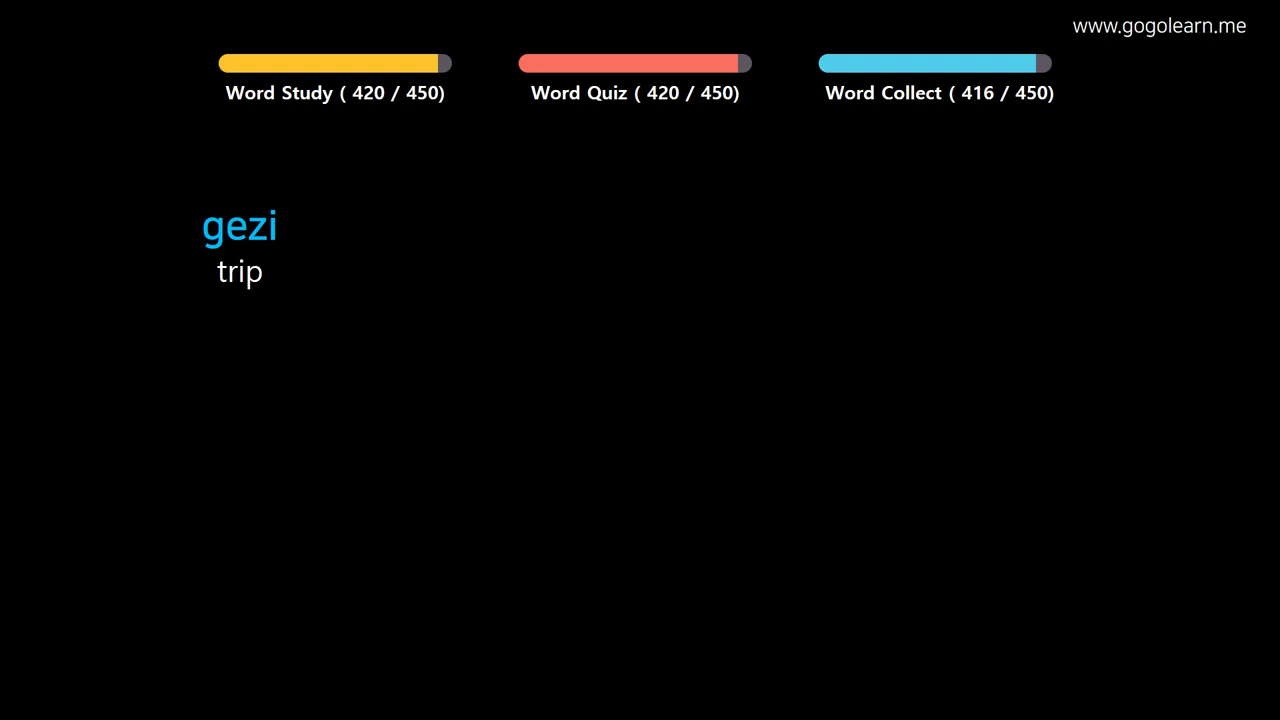 www.gogolearn.me
Word Study ( 420 / 450)
Word Quiz ( 420 / 450)
Word Collect ( 416 / 450)
gezi
trip